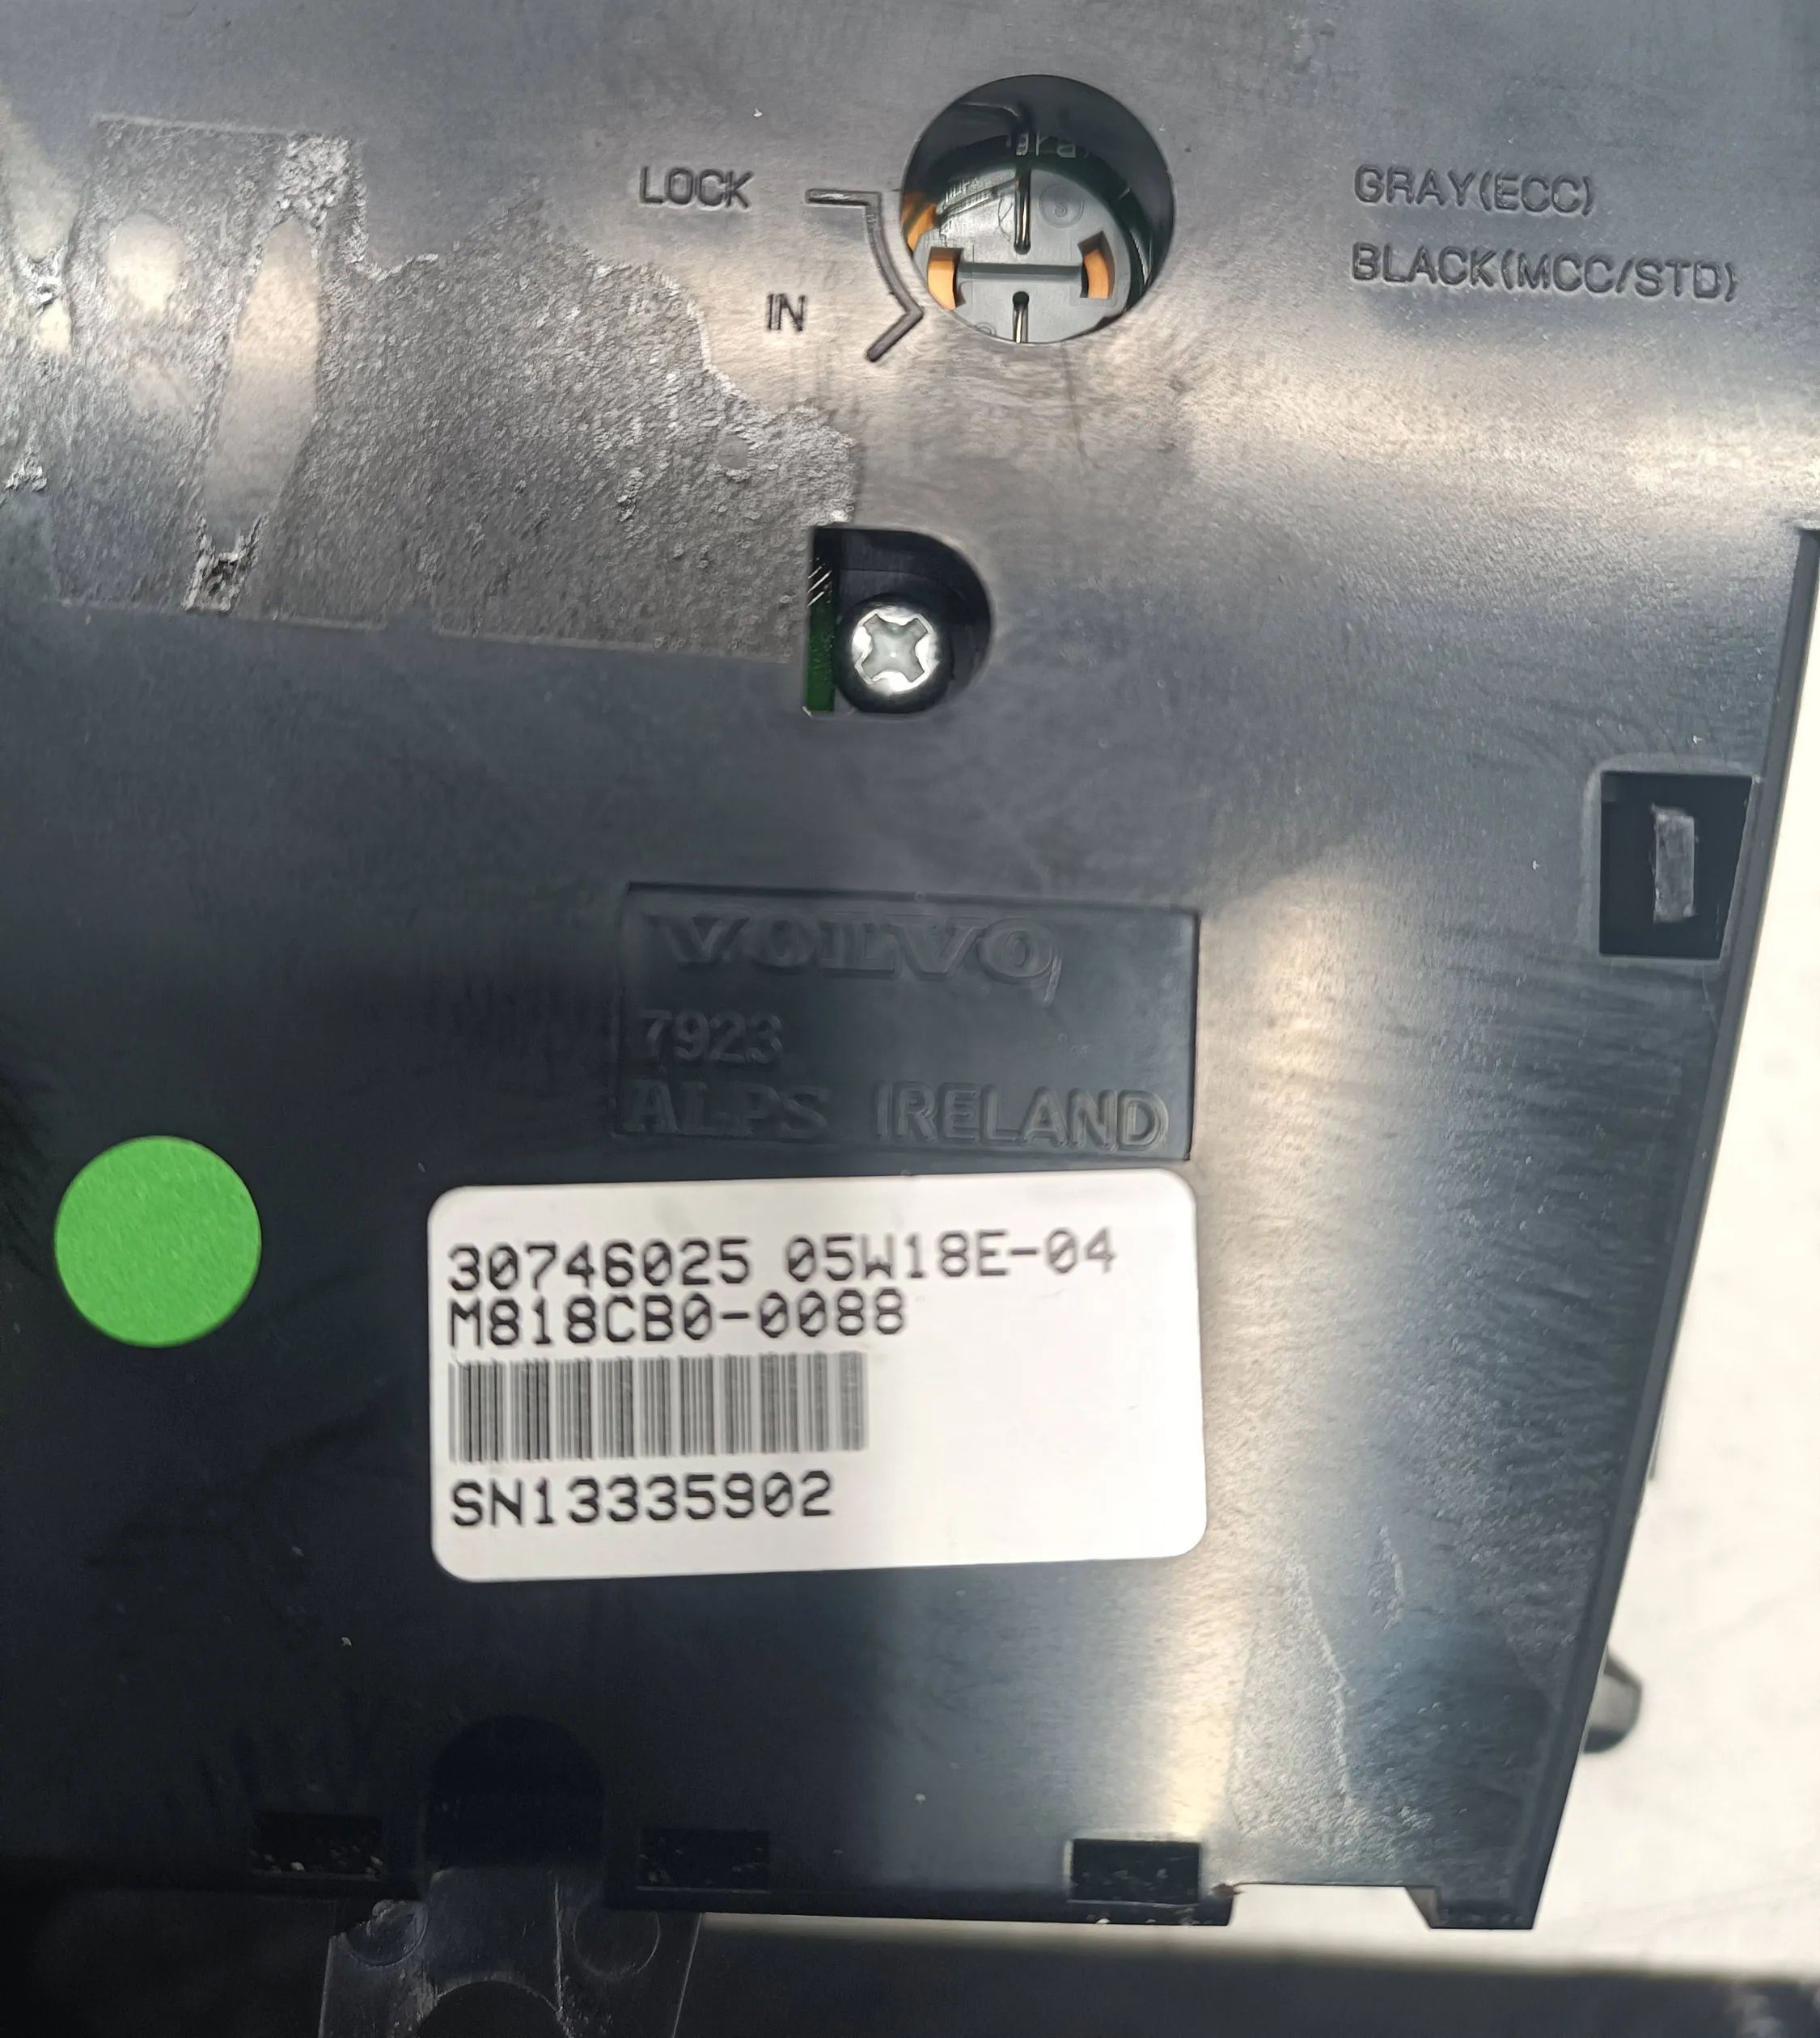 LOCK
IN
GRAY(ECC)
BLACK(MCC/STD)
VOLVO
7923
ALPS IRELAND
30746025 05W18E-04
M818CB0-0088
SN13335902